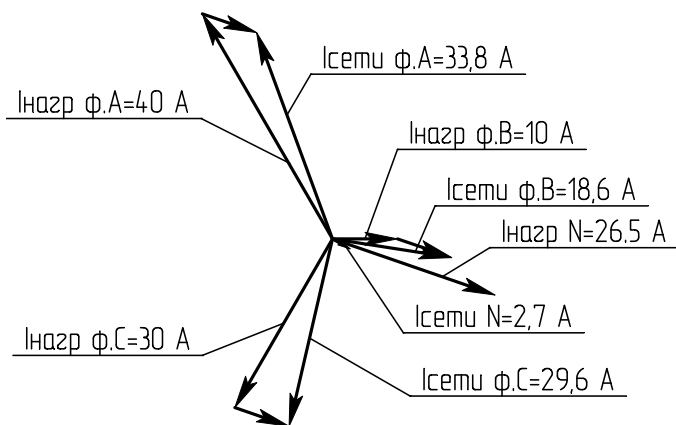 Iсети ф.А=33,8 А
Iнагр ф.А=40 А
Iнагр ф.В=10 А
Iсети ф.В=18,6 А
Iнагр N=26,5 А
Iсети N=2,7 А
Iнагр ф.С=30 А
Iсети ф.С=29,6 А